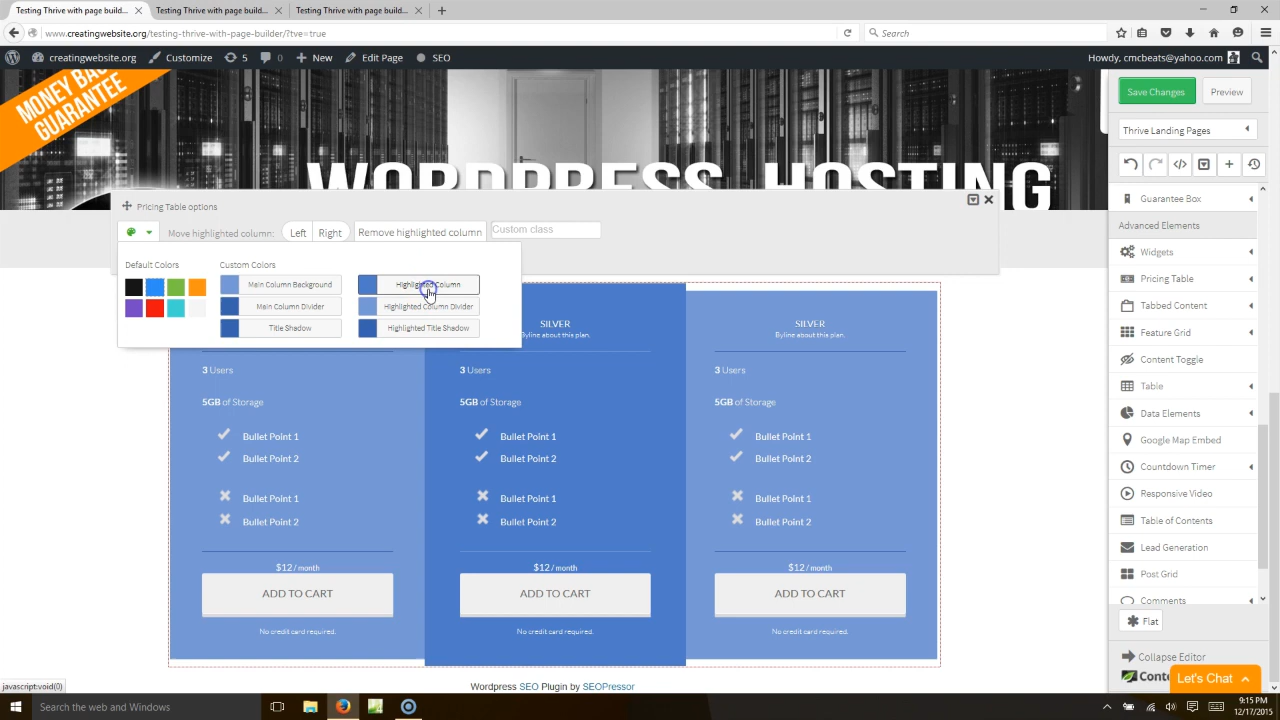 Testing Thrive with page buil... × Testing Thrive with page buil... × Testing Thrive with page buil... × +
www.creatingwebsite.org/testing-thrive-with-page-builder/?tve=true
Search
creatingwebsite.org Customize 5 0 + New Edit Page SEO
Howdy, cmcbeats@yahoo.com
MONEY BACK
GUARANTEE
WORDPRESS HOSTING
Save Changes Preview
Thrive Landing Pages
Guarantee Box
Advanced Elements
Widgets
Pricing Table
Tabbed Content
Feature Grid
Content Toggle
Table
Data Elements
Google Map Embed
Countdown Timer
Responsive Video
Table of Contents
Lead Generation
Post Grid
Comments
Flat
Collapse Editor
Let's Chat
Pricing Table options
Move highlighted column: Left Right Remove highlighted column Custom class
Default Colors Custom Colors
Main Column Background Highlighted Column
Main Column Divider Highlighted Column Divider
Title Shadow Highlighted Title Shadow
SILVER SILVER
Byline about this plan. Byline about this plan.
3 Users 3 Users 3 Users
5GB of Storage 5GB of Storage 5GB of Storage
Bullet Point 1 Bullet Point 1 Bullet Point 1
Bullet Point 2 Bullet Point 2 Bullet Point 2
Bullet Point 1 Bullet Point 1 Bullet Point 1
Bullet Point 2 Bullet Point 2 Bullet Point 2
$12 / month $12 / month $12 / month
ADD TO CART ADD TO CART ADD TO CART
No credit card required. No credit card required. No credit card required.
Wordpress SEO Plugin by SEOPressor
javascript:void(0)
Search the web and Windows
9:15 PM
12/17/2015